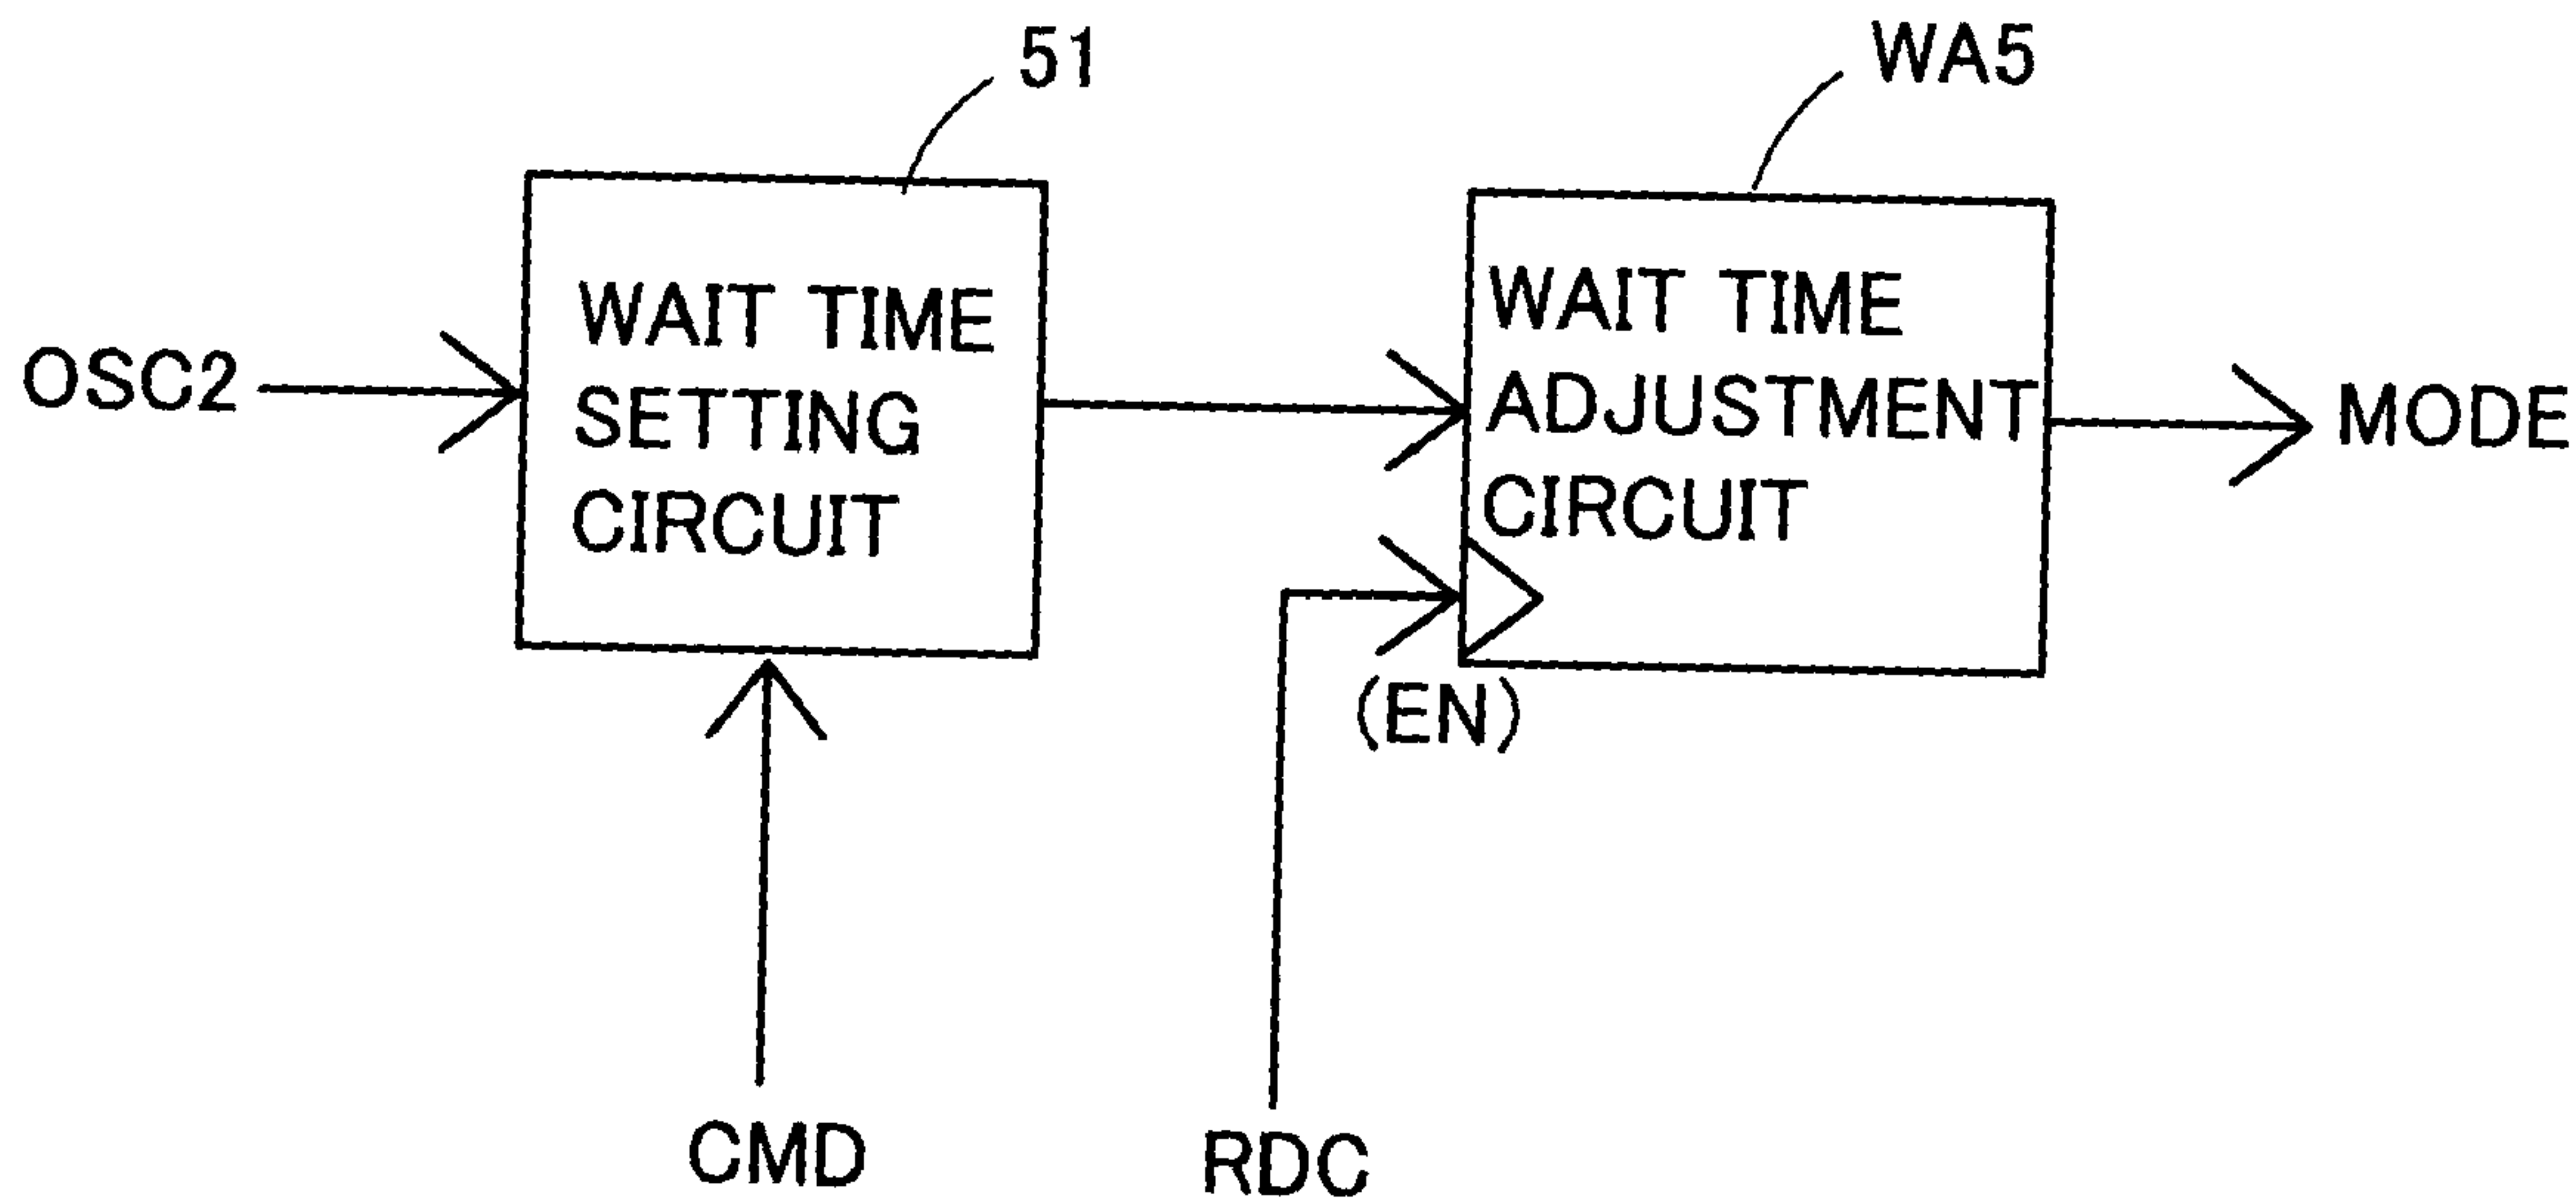 51
WA5
OSC2
WAIT TIME
SETTING
CIRCUIT
WAIT TIME
ADJUSTMENT
CIRCUIT
MODE
(EN)
CMD
RDC